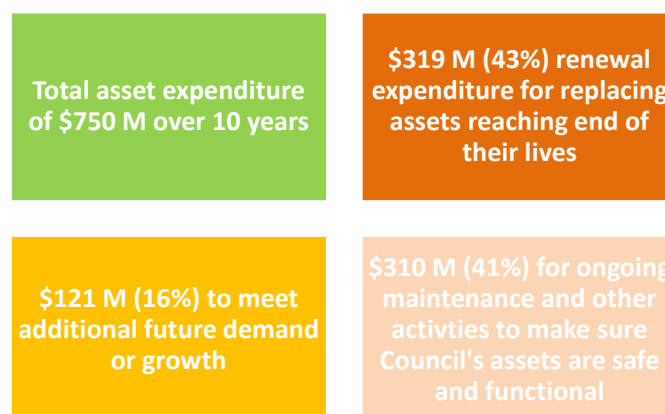 Total asset expenditure
of $750 M over 10 years
$319 M (43%) renewal
expenditure for replacing
assets reaching end of
their lives
$121 M (16%) to meet
additional future demand
or growth
$310 M (41%) for ongoing
maintenance and other
activties to make sure
Council's assets are safe
and functional